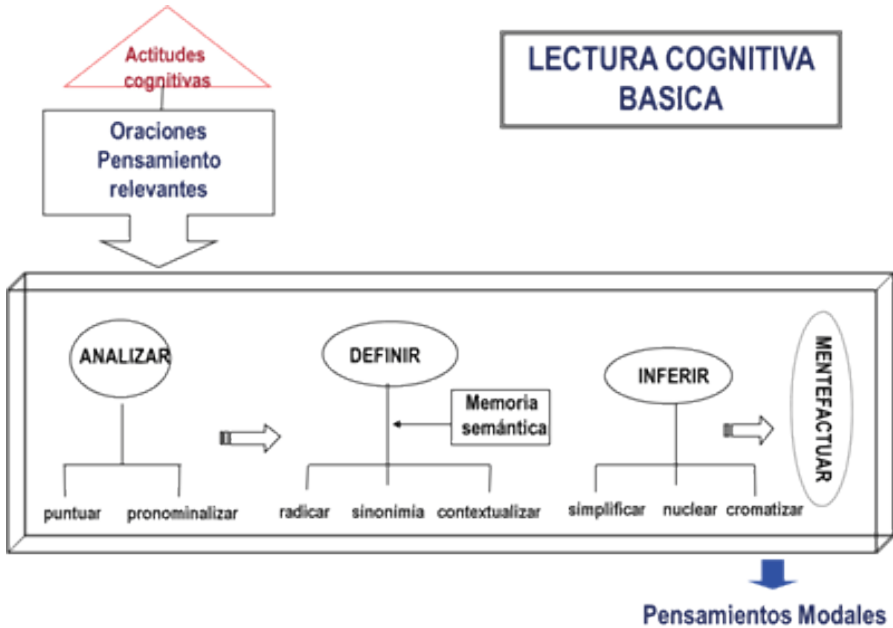 Actitudes
cognitivas
LECTURA COGNITIVA
BASICA
Oraciones
Pensamiento
relevantes
ANALIZAR
puntuar
pronominalizar
DEFINIR
Memoria
semántica
radicar
sinonimia
contextualizar
INFERIR
simplificar
nuclear
cromatizar
MENTEFACTUAR
Pensamientos Modales